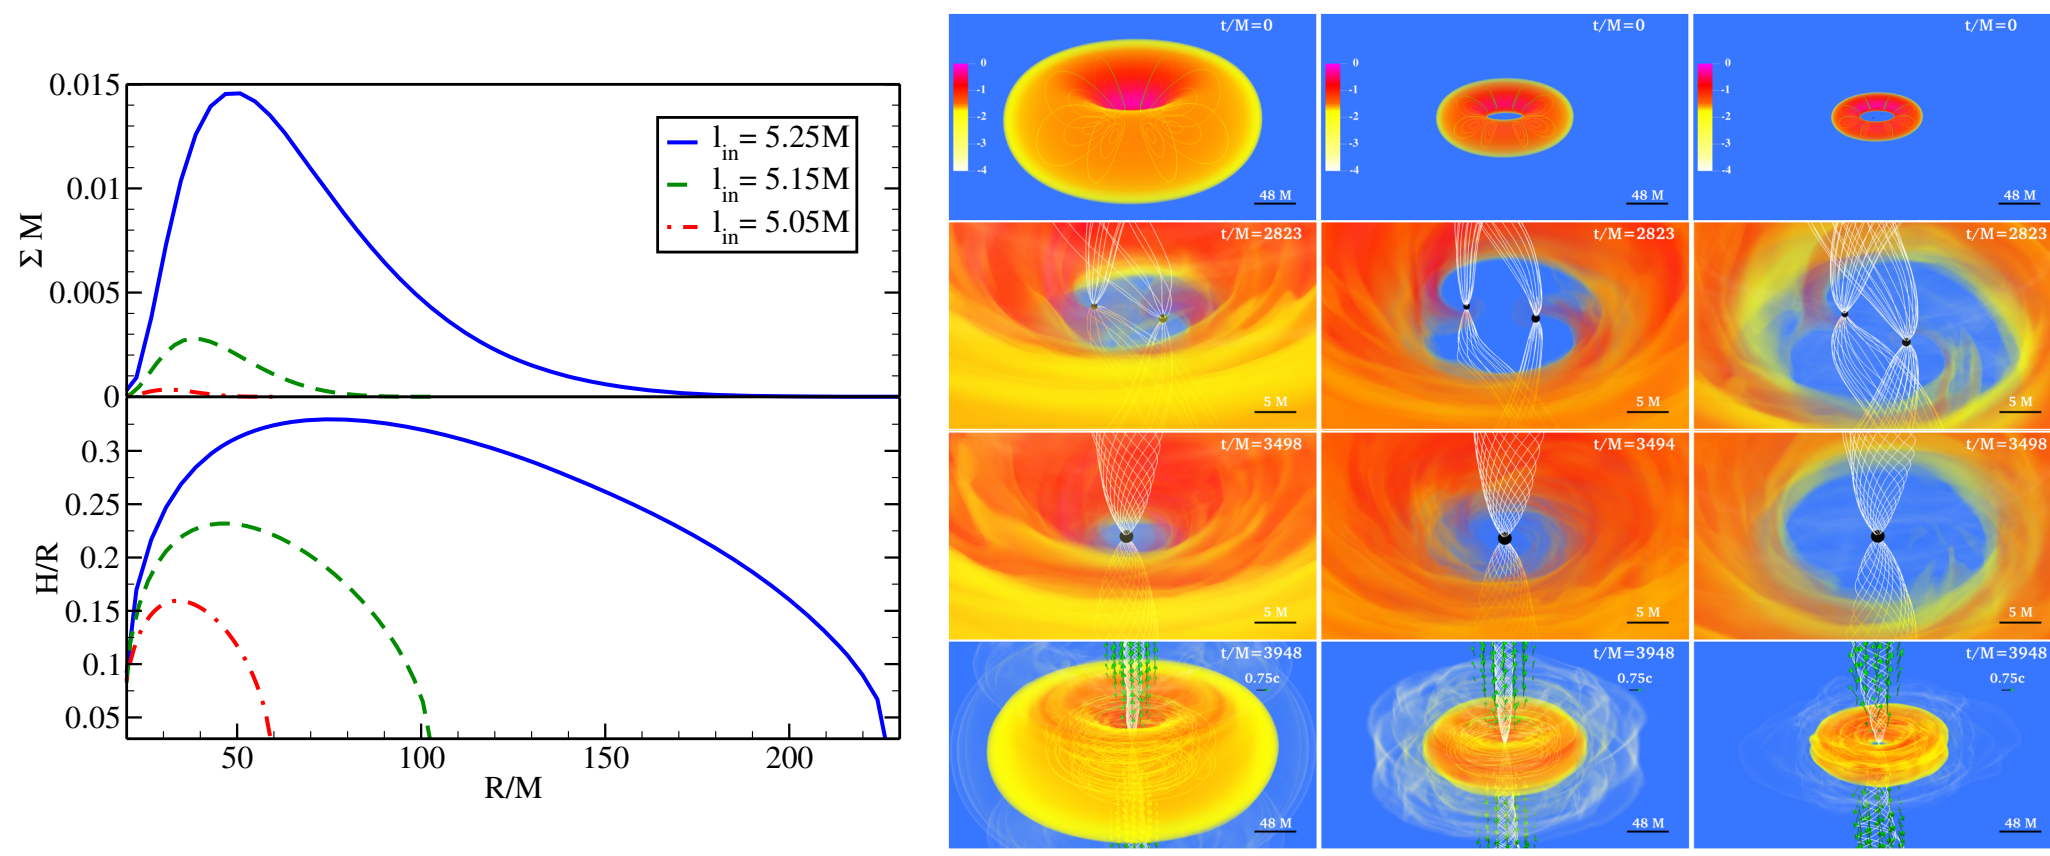 0.015
0.01
0.005
0
Σ M
l_in = 5.25M
l_in = 5.15M
l_in = 5.05M
0.3
0.25
0.2
0.15
0.1
0.05
H/R
50
100
150
200
R/M
t/M=0
0
-1
-2
-3
-4
48 M
t/M=0
0
-1
-2
-3
-4
48 M
t/M=0
0
-1
-2
-3
-4
48 M
t/M=2823
5 M
t/M=2823
5 M
t/M=2823
5 M
t/M=3498
5 M
t/M=3494
5 M
t/M=3498
5 M
t/M=3948
0.75c
48 M
t/M=3948
0.75c
48 M
t/M=3948
0.75c
48 M